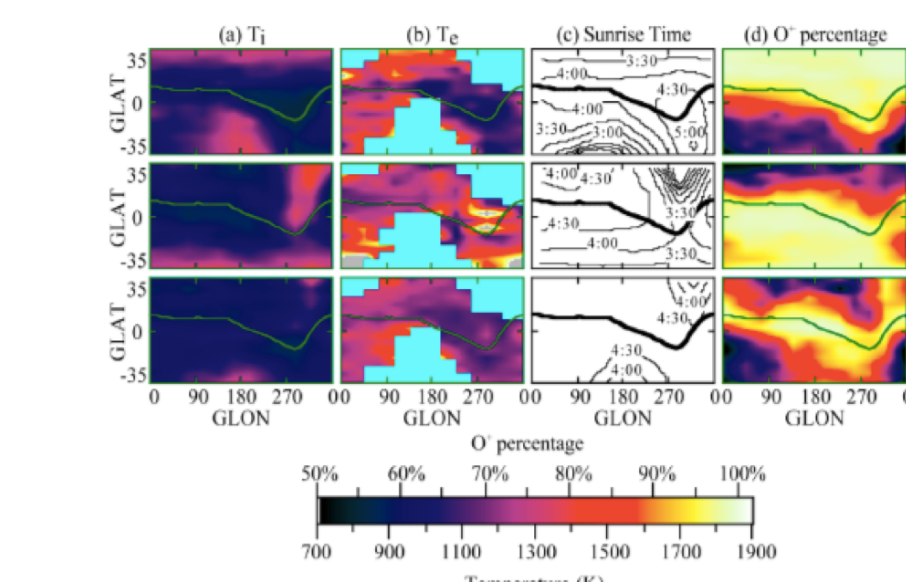 (a) Ti (b) Te (c) Sunrise Time (d) O+ percentage
GLAT 35 0 -35
3:30
4:00
4:30
4:00
3:30 3:00 5:00
GLAT 35 0 -35
4:00 4:30
3:30
4:30
4:00
3:30
GLAT 35 0 -35
4:00
4:30
4:30
4:00
0 90 180 270 0 0 90 180 270 0 0 90 180 270 0 0 90 180 270
GLON GLON GLON GLON
O+ percentage
50% 60% 70% 80% 90% 100%
700 900 1100 1300 1500 1700 1900
Temperature (K)